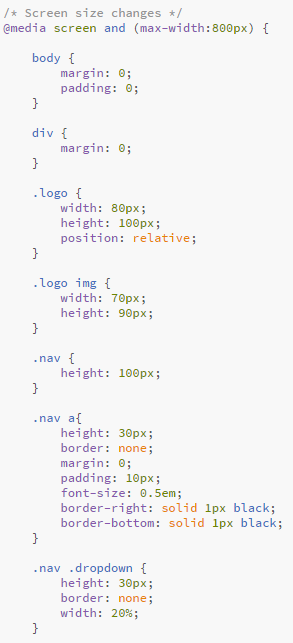 /* Screen size changes */
@media screen and (max-width:800px) {
body {
margin: 0;
padding: 0;
}
div {
margin: 0;
}
.logo {
width: 80px;
height: 100px;
position: relative;
}
.logo img {
width: 70px;
height: 90px;
}
.nav {
height: 100px;
}
.nav a{
height: 30px;
border: none;
margin: 0;
padding: 10px;
font-size: 0.5em;
border-right: solid 1px black;
border-bottom: solid 1px black;
}
.nav .dropdown {
height: 30px;
border: none;
width: 20%;
}